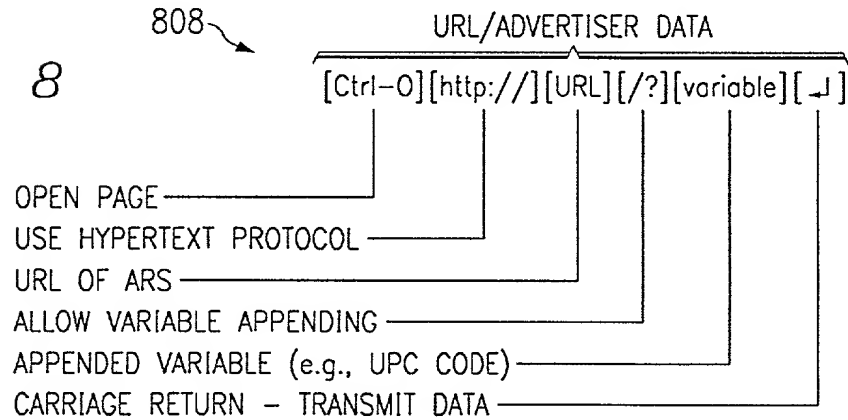 808
URL/ADVERTISER DATA
8
[Ctrl-O][http://][URL][/?][variable][↵]
OPEN PAGE
USE HYPERTEXT PROTOCOL
URL OF ARS
ALLOW VARIABLE APPENDING
APPENDED VARIABLE (e.g., UPC CODE)
CARRIAGE RETURN – TRANSMIT DATA